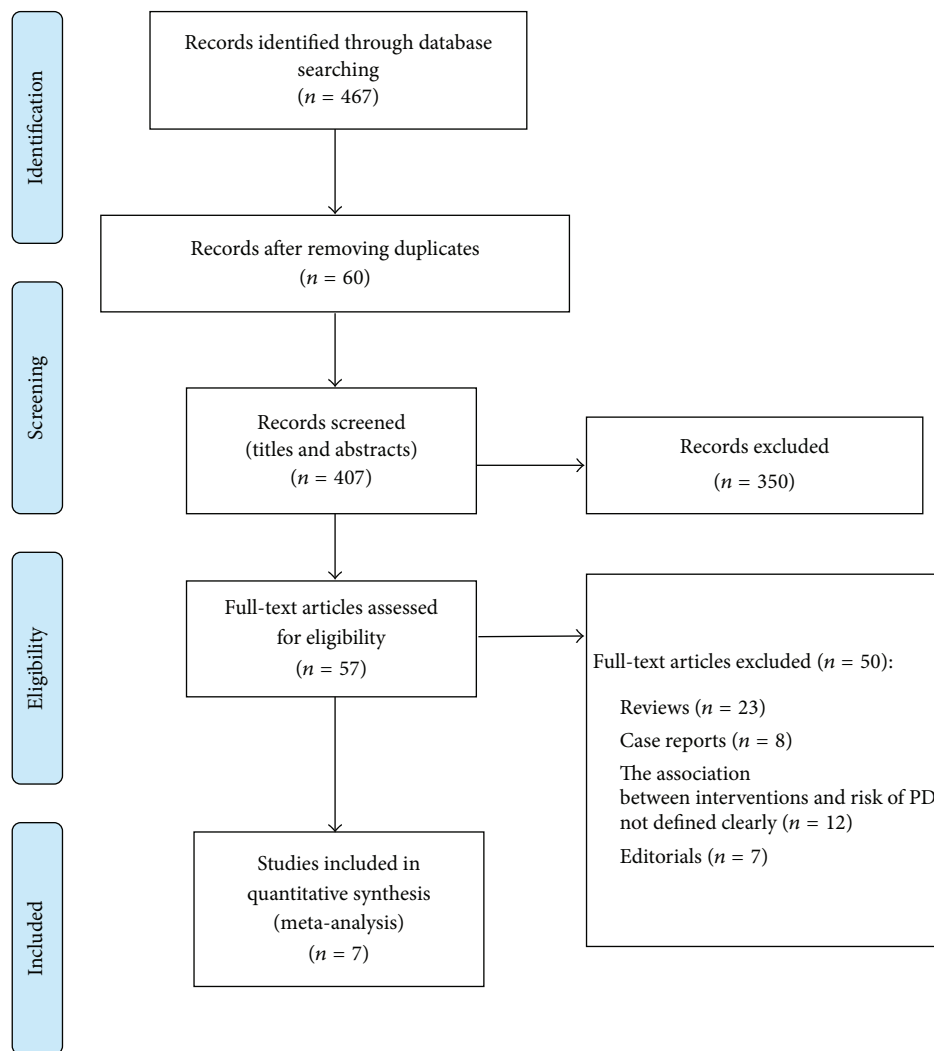 Identification
Records identified through database
searching
(n = 467)
Records after removing duplicates
(n = 60)
Screening
Records screened
(titles and abstracts)
(n = 407)
Records excluded
(n = 350)
Eligibility
Full-text articles assessed
for eligibility
(n = 57)
Full-text articles excluded (n = 50):
Reviews (n = 23)
Case reports (n = 8)
The association
between interventions and risk of PD
not defined clearly (n = 12)
Editorials (n = 7)
Included
Studies included in
quantitative synthesis
(meta-analysis)
(n = 7)